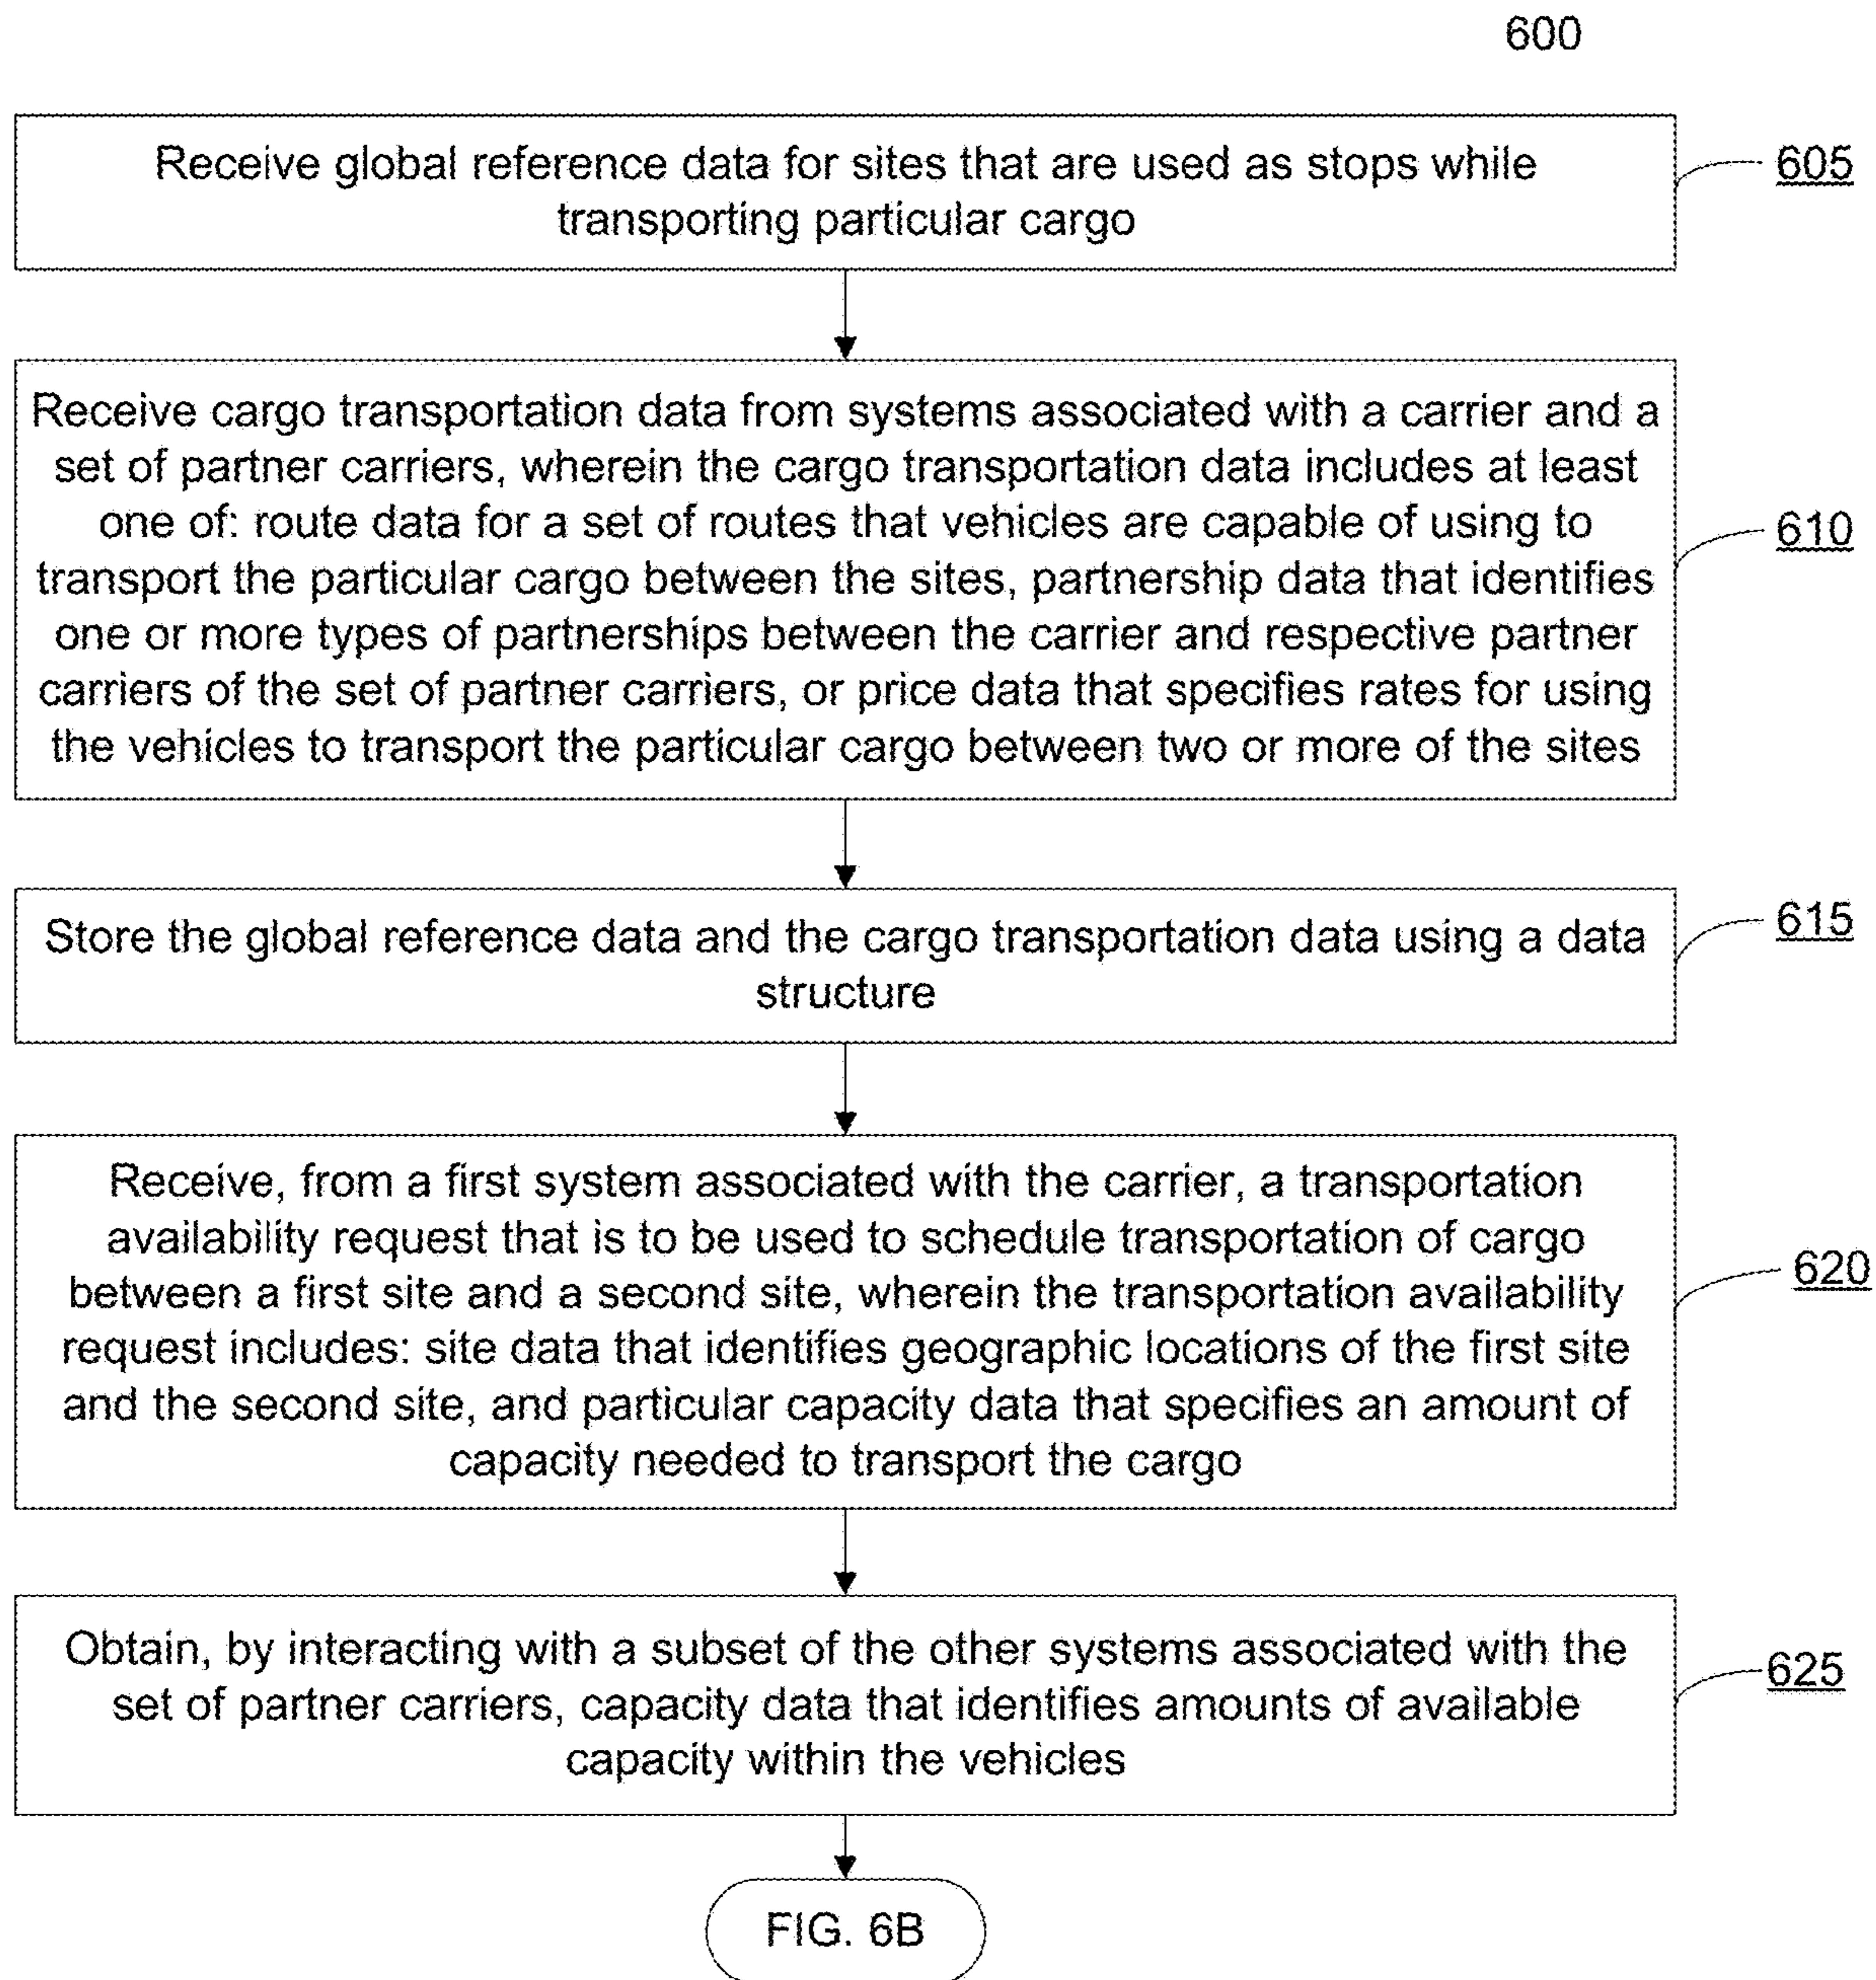 600
Receive global reference data for sites that are used as stops while
transporting particular cargo
605
Receive cargo transportation data from systems associated with a carrier and a
set of partner carriers, wherein the cargo transportation data includes at least
one of: route data for a set of routes that vehicles are capable of using to
transport the particular cargo between the sites, partnership data that identifies
one or more types of partnerships between the carrier and respective partner
carriers of the set of partner carriers, or price data that specifies rates for using
the vehicles to transport the particular cargo between two or more of the sites
610
Store the global reference data and the cargo transportation data using a data
structure
615
Receive, from a first system associated with the carrier, a transportation
availability request that is to be used to schedule transportation of cargo
between a first site and a second site, wherein the transportation availability
request includes: site data that identifies geographic locations of the first site
and the second site, and particular capacity data that specifies an amount of
capacity needed to transport the cargo
620
Obtain, by interacting with a subset of the other systems associated with the
set of partner carriers, capacity data that identifies amounts of available
capacity within the vehicles
625
FIG. 6B